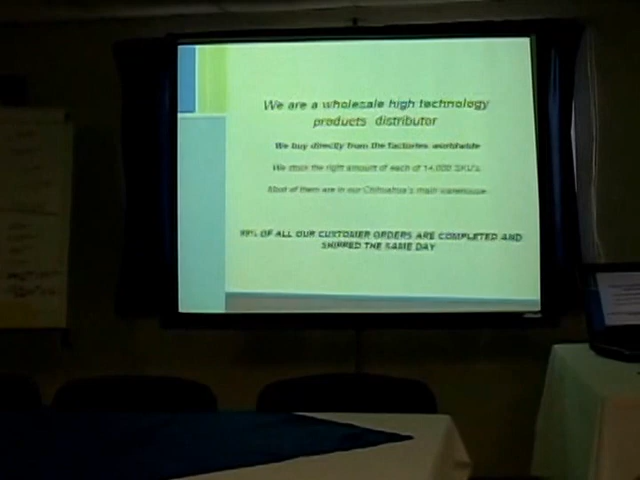 We are a wholesale high technology
products distributor
We buy directly from the factories worldwide
We stock the right amount of each of 14,000 SKU's
Most of them are in our Chihuahua's main warehouse
99% OF ALL OUR CUSTOMER ORDERS ARE COMPLETED AND
SHIPPED THE SAME DAY